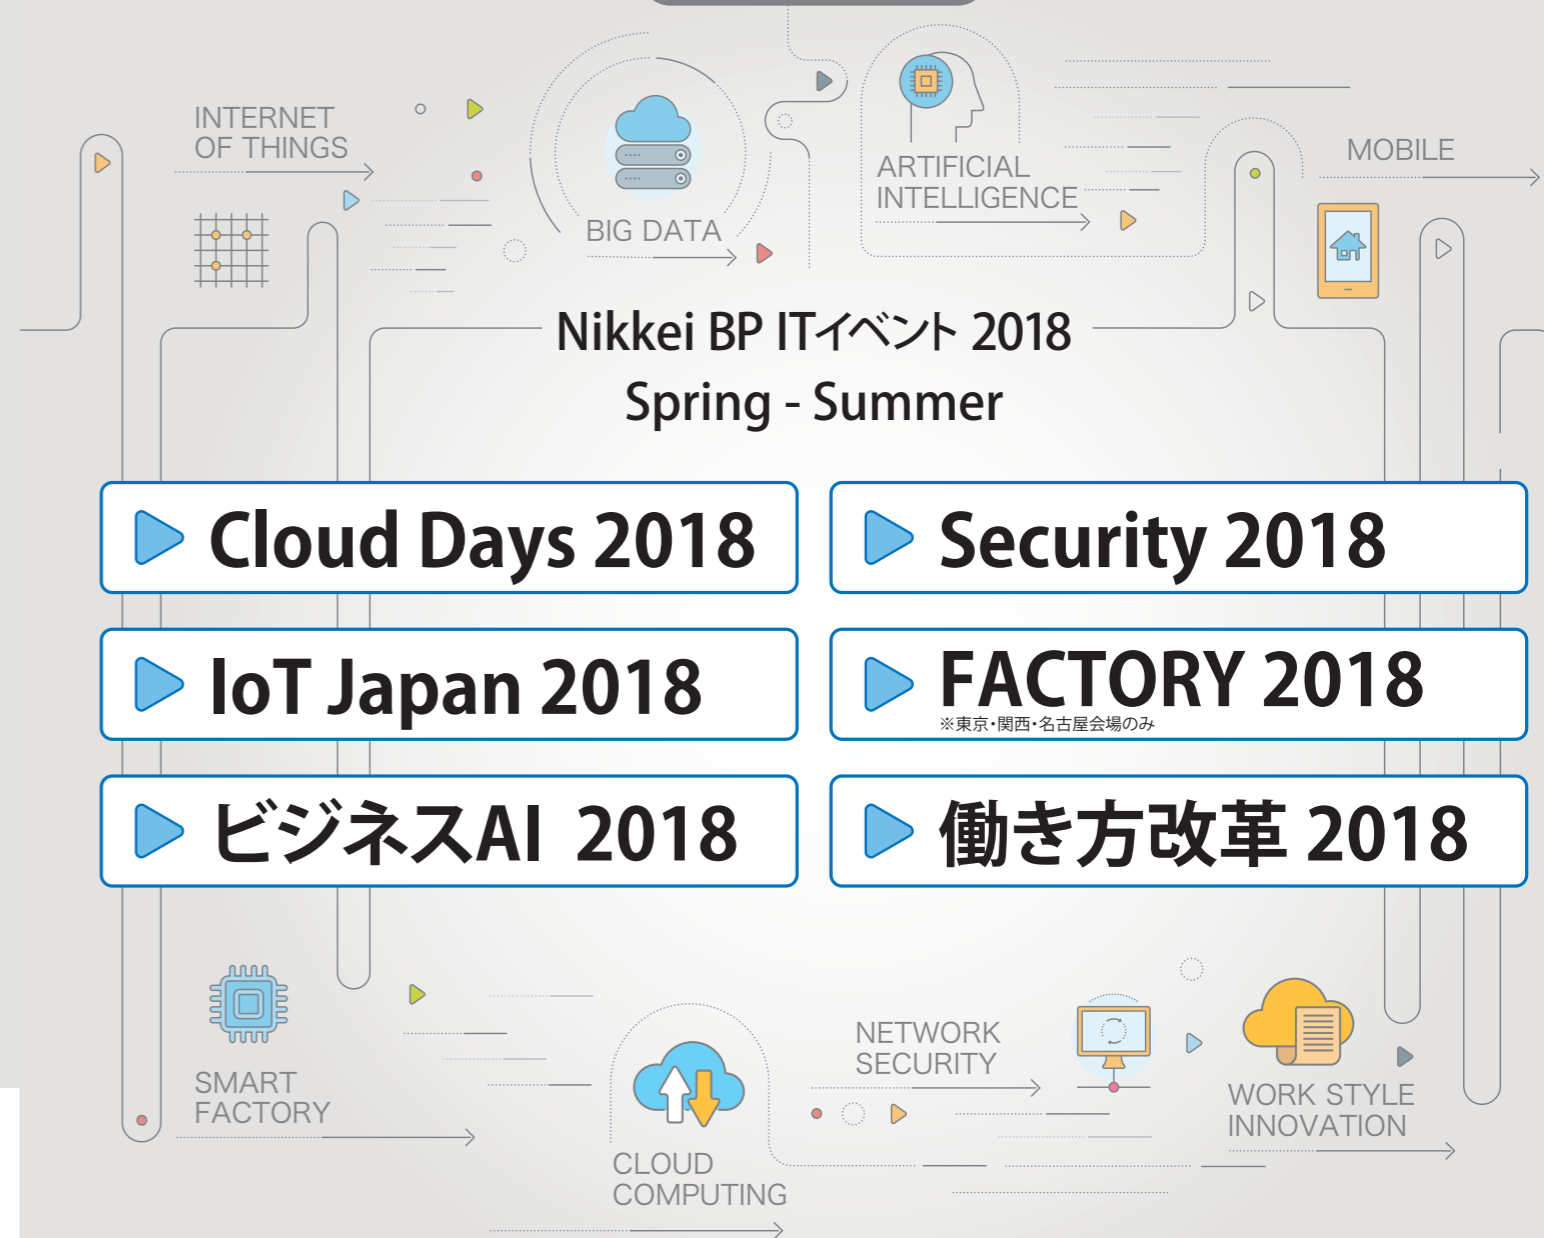 INTERNET
OF THINGS
BIG DATA
ARTIFICIAL
INTELLIGENCE
MOBILE
Nikkei BP ITイベント 2018
Spring - Summer
Cloud Days 2018
Security 2018
IoT Japan 2018
FACTORY 2018
※東京・関西・名古屋会場のみ
ビジネスAI 2018
働き方改革 2018
SMART
FACTORY
CLOUD
COMPUTING
NETWORK
SECURITY
WORK STYLE
INNOVATION